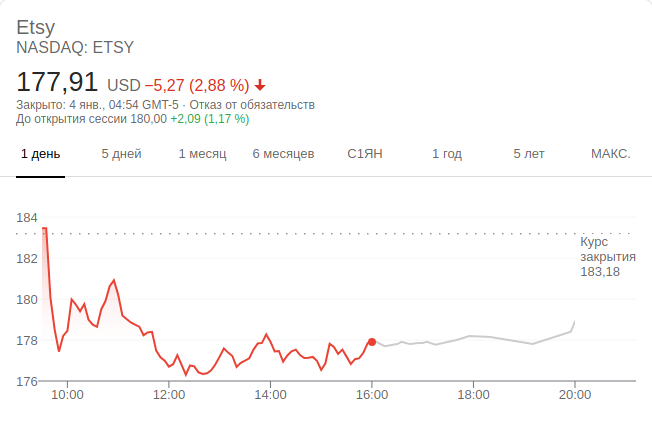 Etsy
NASDAQ: ETSY
177,91 USD −5,27 (2,88 %)
Закрыто: 4 янв., 04:54 GMT-5 · Отказ от обязательств
До открытия сессии 180,00 +2,09 (1,17 %)
1 день 5 дней 1 месяц 6 месяцев С1ЯН 1 год 5 лет МАКС.
184
Курс
закрытия
183,18
182
180
178
176
10:00 12:00 14:00 16:00 18:00 20:00